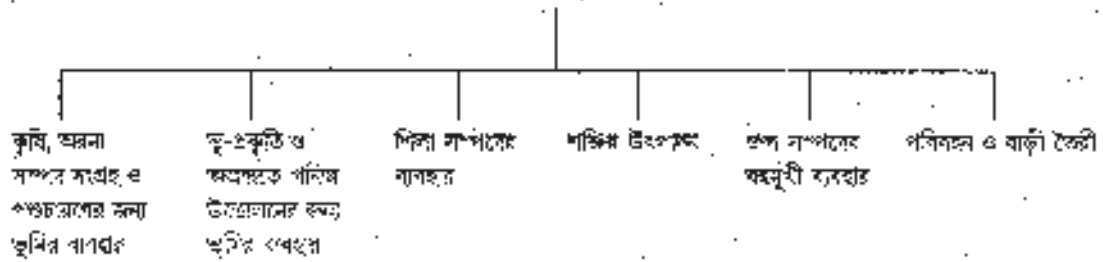 কৃষি, অরণ্য
সম্পদ সংগ্রহ ও
পশুচারণের জন্য
ভূমির ব্যবহার
ভূ-প্রকৃতি ও
খনিজ
উত্তোলনের জন্য
ভূমির ব্যবহার
শিল্প সম্পদের
ব্যবহার
শক্তির উৎপাদন
জল সম্পদের
বহুমুখী ব্যবহার
পরিবহন ও বাড়ী তৈরী